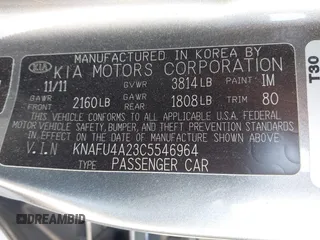 MANUFACTURED IN KOREA BY
KIA KIA MOTORS CORPORATION
11/11 GVWR 3814LB PAINT: IM
GAWR FRONT 2160LB GAWR REAR 1808LB TRIM 80
THIS VEHICLE CONFORMS TO ALL APPLICABLE U.S.A FEDERAL
MOTOR VEHICLE SAFETY, BUMPER, AND THEFT PREVENTION
STANDARDS IN EFFECT ON THE DATE OF MANUFACTURE SHOWN ABOVE.
V.I.N KNAFU4A23C5546964
TYPE: PASSENGER CAR
T30
DREAMBID